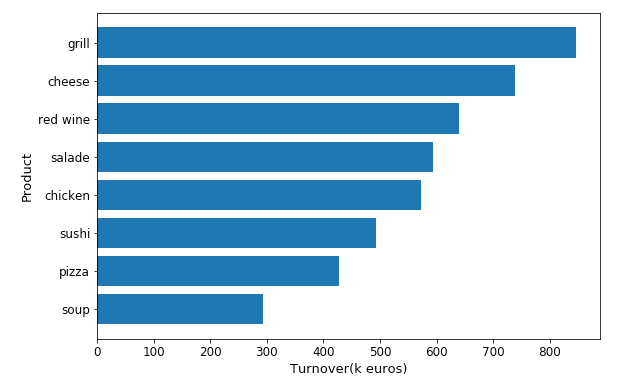 grill
cheese
red wine
salade
chicken
sushi
pizza
soup
Product
0 100 200 300 400 500 600 700 800
Turnover(k euros)